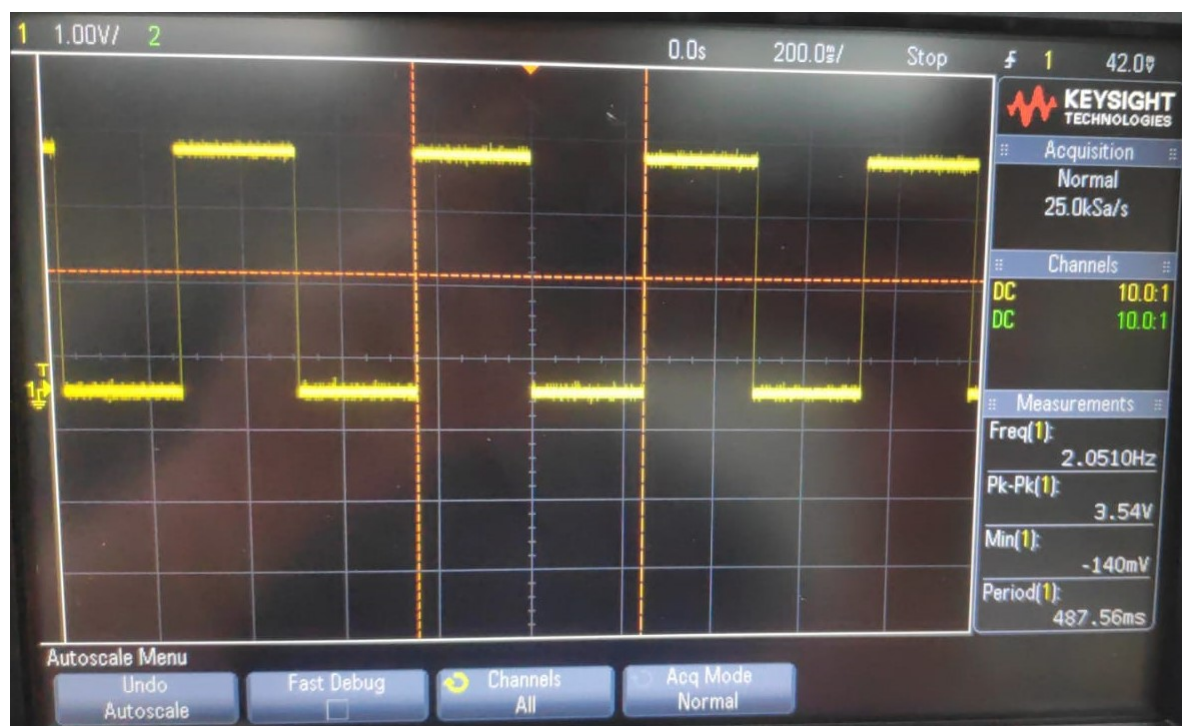 1 1.00V/ 2 0.0s 200.0ms/ Stop 1 42.0mV
KEYSIGHT
TECHNOLOGIES
Acquisition
Normal
25.0kSa/s
Channels
DC 10.0:1
DC 10.0:1
T
1
Measurements
Freq(1):
2.0510Hz
Pk-Pk(1):
3.54V
Min(1):
-140mV
Period(1):
487.56ms
Autoscale Menu
Undo
Autoscale
Fast Debug
Channels
All
Acq Mode
Normal